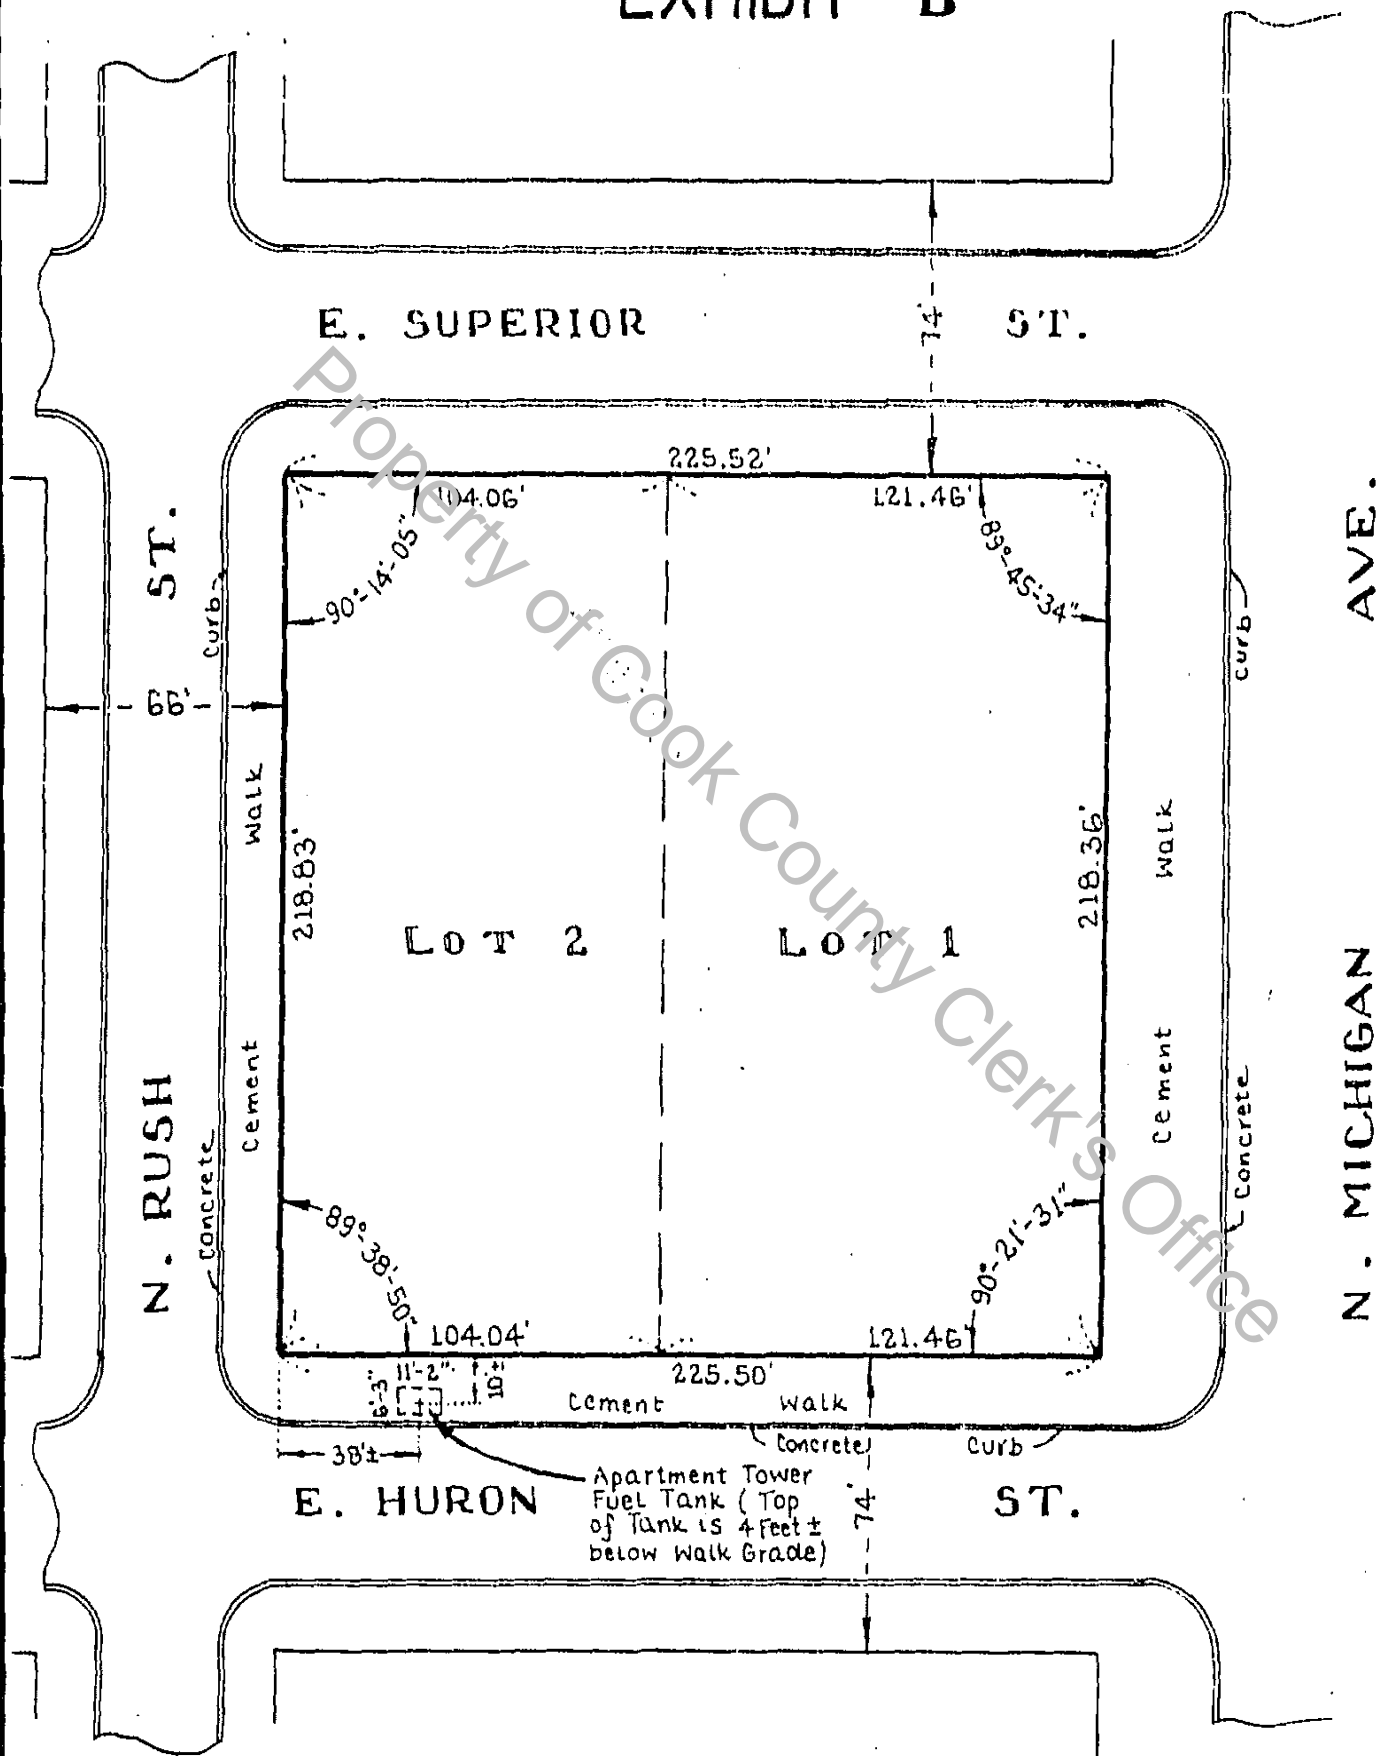 EXHIBIT B
E. SUPERIOR ST.
74'
225.52'
104.06'
121.46'
90°-14'-05"
89°-45'-34"
ST.
Curb
AVE.
Curb
66'
Walk
Walk
218.83'
218.36'
LOT 2
LOT 1
Cement
Cement
N. RUSH
Concrete
N. MICHIGAN
Concrete
89°-38'-50"
90°-21'-31"
104.04'
121.46'
225.50'
11'-2"
6'-3"
10'±
Cement Walk
Concrete Curb
38'±
E. HURON ST.
74'
Apartment Tower
Fuel Tank ( Top
of Tank is 4 Feet ±
below Walk Grade)
Property of Cook County Clerk's Office